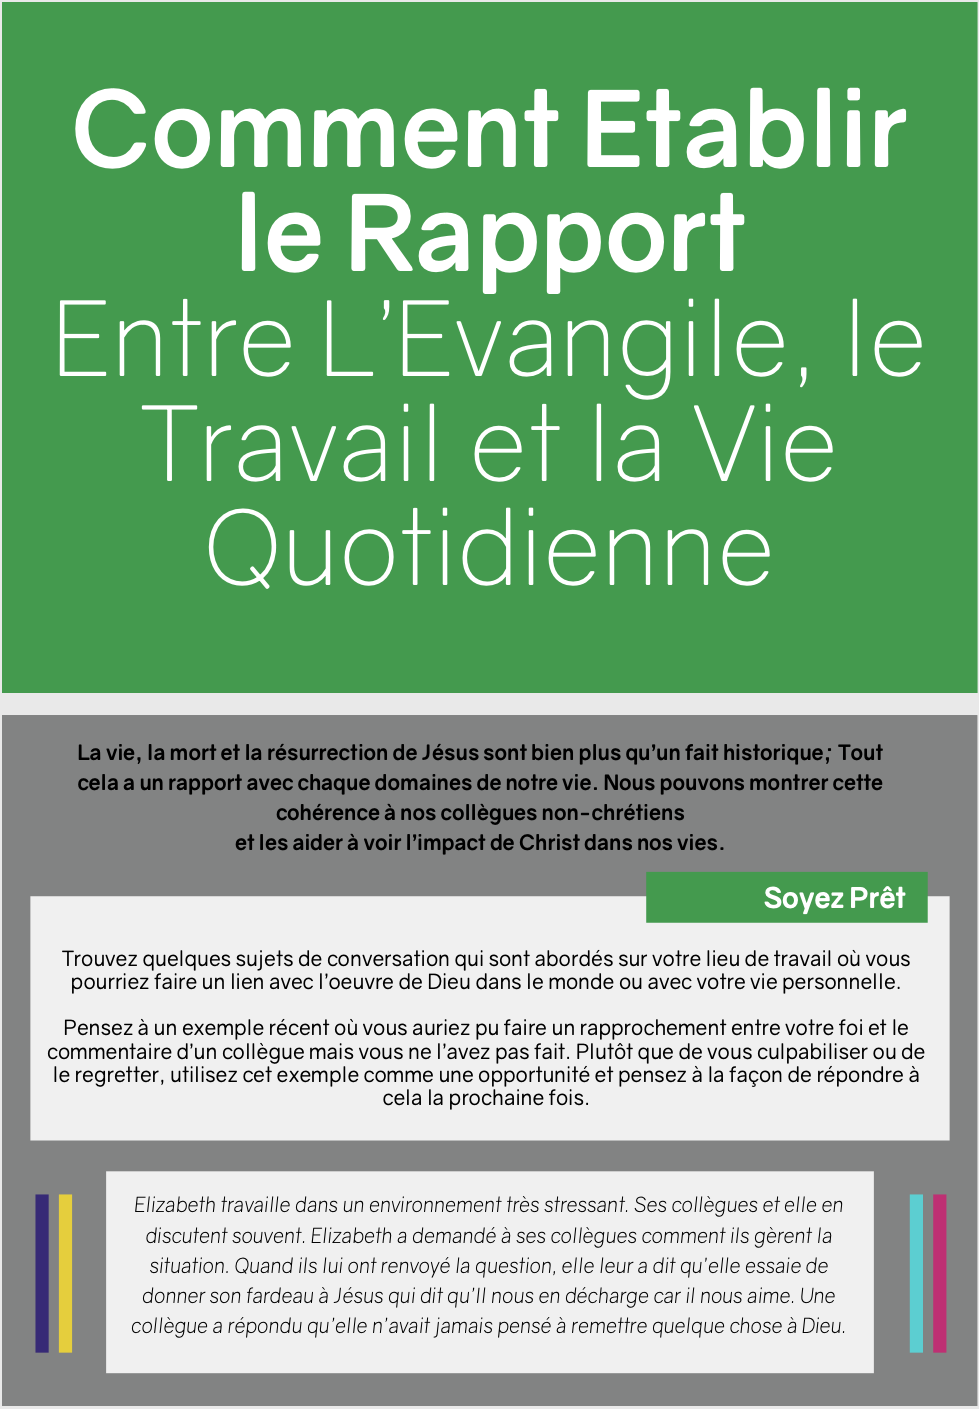 Comment Etablir
le Rapport
Entre L’Evangile, le
Travail et la Vie
Quotidienne
La vie, la mort et la résurrection de Jésus sont bien plus qu’un fait historique; Tout
cela a un rapport avec chaque domaines de notre vie. Nous pouvons montrer cette
cohérence à nos collègues non-chrétiens
et les aider à voir l’impact de Christ dans nos vies.
Soyez Prêt
Trouvez quelques sujets de conversation qui sont abordés sur votre lieu de travail où vous
pourriez faire un lien avec l’oeuvre de Dieu dans le monde ou avec votre vie personnelle.
Pensez à un exemple récent où vous auriez pu faire un rapprochement entre votre foi et le
commentaire d’un collègue mais vous ne l’avez pas fait. Plutôt que de vous culpabiliser ou de
le regretter, utilisez cet exemple comme une opportunité et pensez à la façon de répondre à
cela la prochaine fois.
Elizabeth travaille dans un environnement très stressant. Ses collègues et elle en
discutent souvent. Elizabeth a demandé à ses collègues comment ils gèrent la
situation. Quand ils lui ont renvoyé la question, elle leur a dit qu’elle essaie de
donner son fardeau à Jésus qui dit qu’Il nous en décharge car il nous aime. Une
collègue a répondu qu’elle n’avait jamais pensé à remettre quelque chose à Dieu.